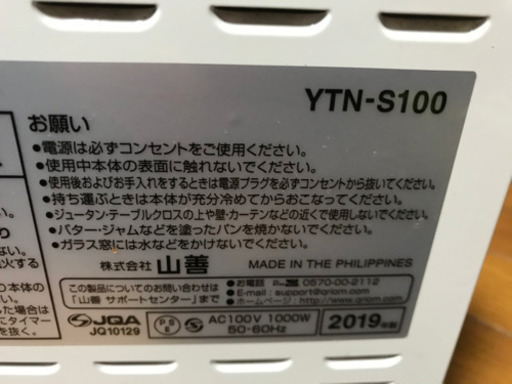 YTN-S100
お願い
●電源は必ずコンセントをご使用ください。
●使用中本体の表面に触れないでください。
●使用後およびお手入れをするときは電源プラグを必ずコンセントから抜いてください。
●持ち運ぶときは本体が充分冷めてからおこなってください。
●ジュータン・テーブルクロスの上や壁・カーテンなどの近くで使用しないでください。
●バター・ジャムなどを塗ったパンを焼かないでください。
●ガラス窓には水などをかけないでください。
株式会社 山善 MADE IN THE PHILIPPINES
この製品についてのお問い合わせは
「山善 サポートセンター」まで
●お電話 0570-00-2112
●E-mail : support@qriom.com
●ホームページ : http://www.qriom.com
JQA
JQ10129
AC100V 1000W
50-60Hz
2019年製